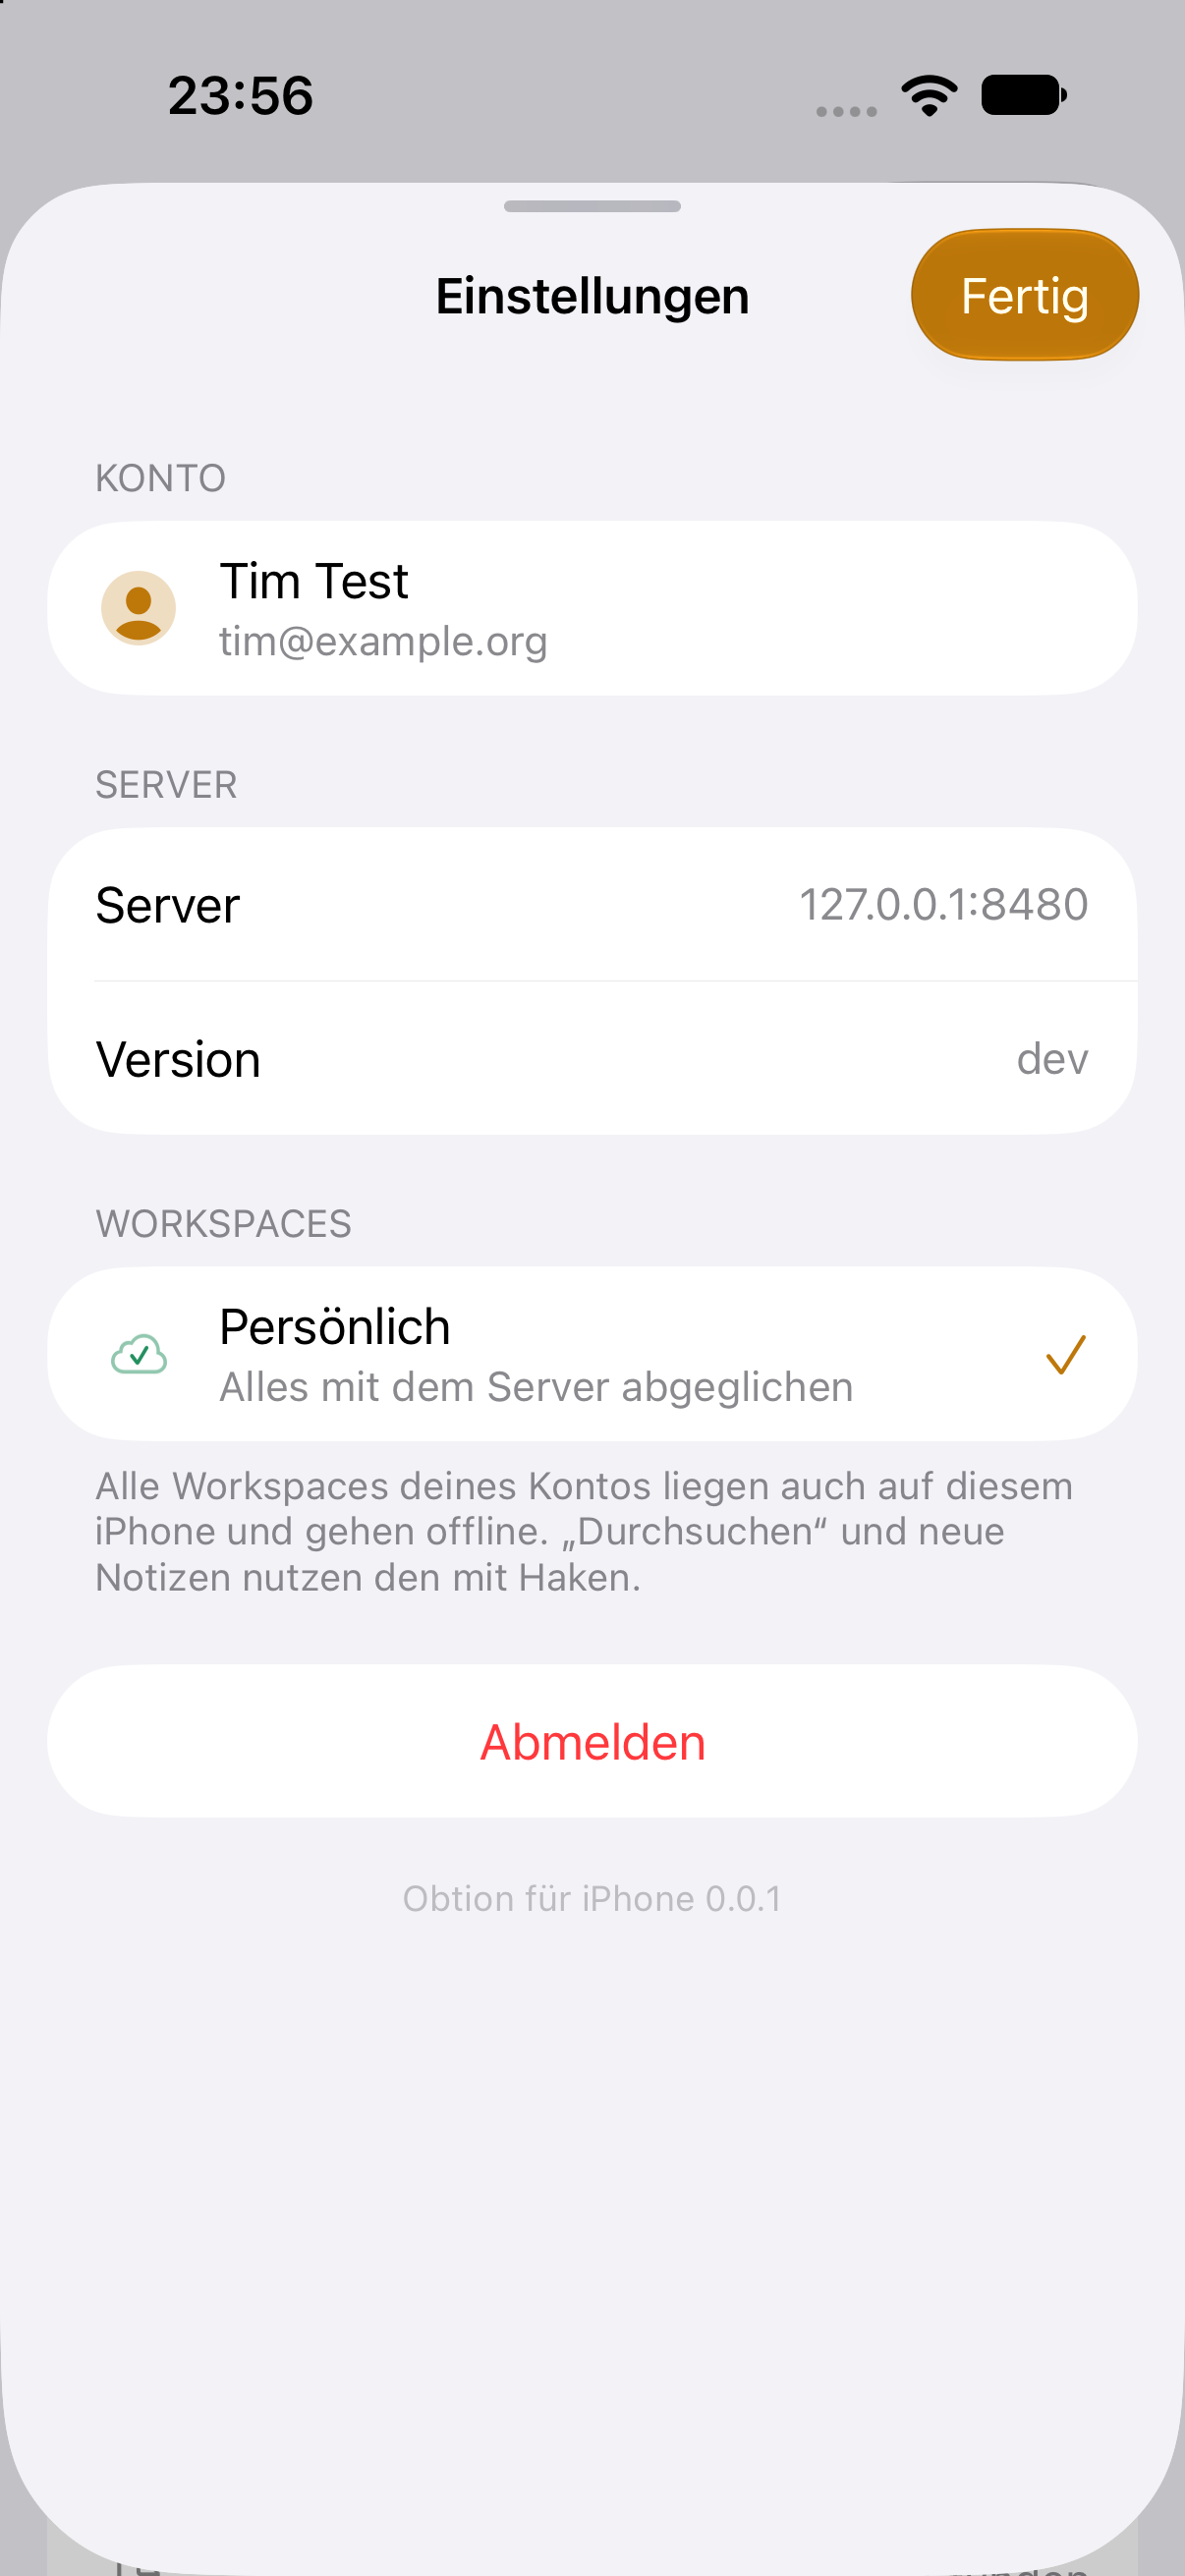 23:56
Einstellungen
Fertig
KONTO
Tim Test
tim@example.org
SERVER
Server
127.0.0.1:8480
Version
dev
WORKSPACES
Persönlich
Alles mit dem Server abgeglichen
Alle Workspaces deines Kontos liegen auch auf diesem
iPhone und gehen offline. „Durchsuchen“ und neue
Notizen nutzen den mit Haken.
Abmelden
Obtion für iPhone 0.0.1